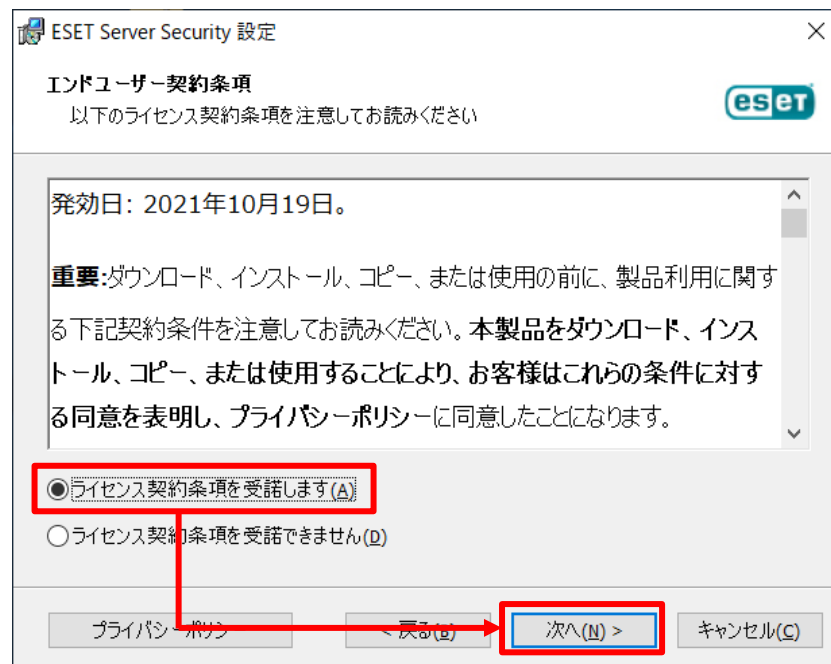 ESET Server Security 設定
エンドユーザー契約条項
以下のライセンス契約条項を注意してお読みください
eset
発効日: 2021年10月19日。
重要:ダウンロード、インストール、コピー、または使用の前に、製品利用に関す
る下記契約条件を注意してお読みください。本製品をダウンロード、インス
トール、コピー、または使用することにより、お客様はこれらの条件に対す
る同意を表明し、プライバシーポリシーに同意したことになります。
ライセンス契約条項を受諾します(A)
ライセンス契約条項を受諾できません(D)
プライバシーポリシー
< 戻る(B)
次へ(N) >
キャンセル(C)